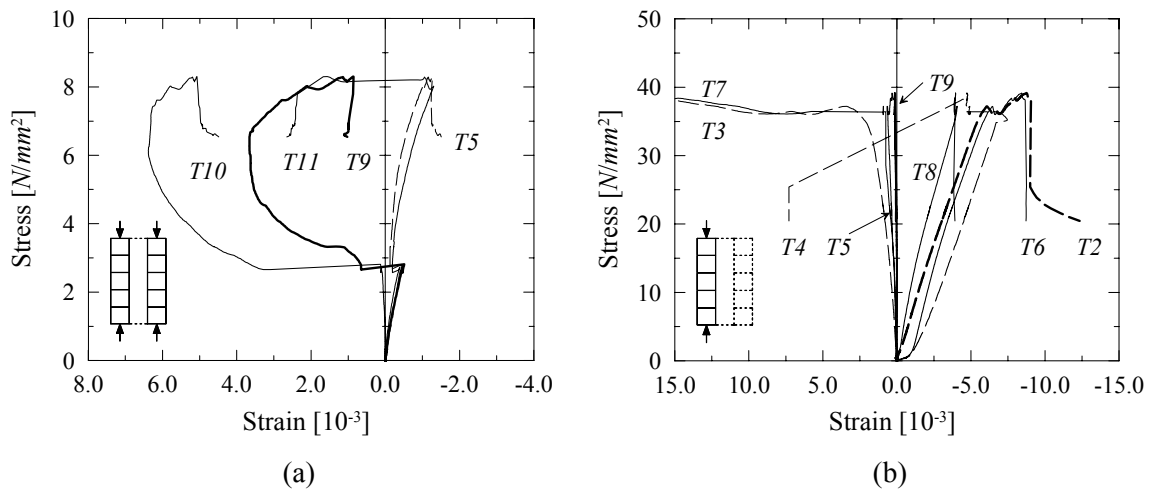 10
8
6
4
2
0
Stress [N/mm²]
8.0 6.0 4.0 2.0 0.0 -2.0 -4.0
Strain [10⁻³]
T10
T11
T9
T5
(a)
50
40
30
20
10
0
Stress [N/mm²]
15.0 10.0 5.0 0.0 -5.0 -10.0 -15.0
Strain [10⁻³]
T7
T3
T9
T8
T4
T5
T6
T2
(b)